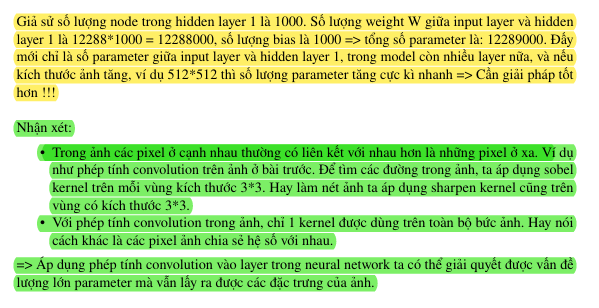 Giả sử số lượng node trong hidden layer 1 là 1000. Số lượng weight W giữa input layer và hidden
layer 1 là 12288*1000 = 12288000, số lượng bias là 1000 => tổng số parameter là: 12289000. Đấy
mới chỉ là số parameter giữa input layer và hidden layer 1, trong model còn nhiều layer nữa, và nếu
kích thước ảnh tăng, ví dụ 512*512 thì số lượng parameter tăng cực kì nhanh => Cần giải pháp tốt
hơn !!!
Nhận xét:
• Trong ảnh các pixel ở cạnh nhau thường có liên kết với nhau hơn là những pixel ở xa. Ví dụ
như phép tính convolution trên ảnh ở bài trước. Để tìm các đường trong ảnh, ta áp dụng sobel
kernel trên mỗi vùng kích thước 3*3. Hay làm nét ảnh ta áp dụng sharpen kernel cũng trên
vùng có kích thước 3*3.
• Với phép tính convolution trong ảnh, chỉ 1 kernel được dùng trên toàn bộ bức ảnh. Hay nói
cách khác là các pixel ảnh chia sẻ hệ số với nhau.
=> Áp dụng phép tính convolution vào layer trong neural network ta có thể giải quyết được vấn đề
lượng lớn parameter mà vẫn lấy ra được các đặc trưng của ảnh.